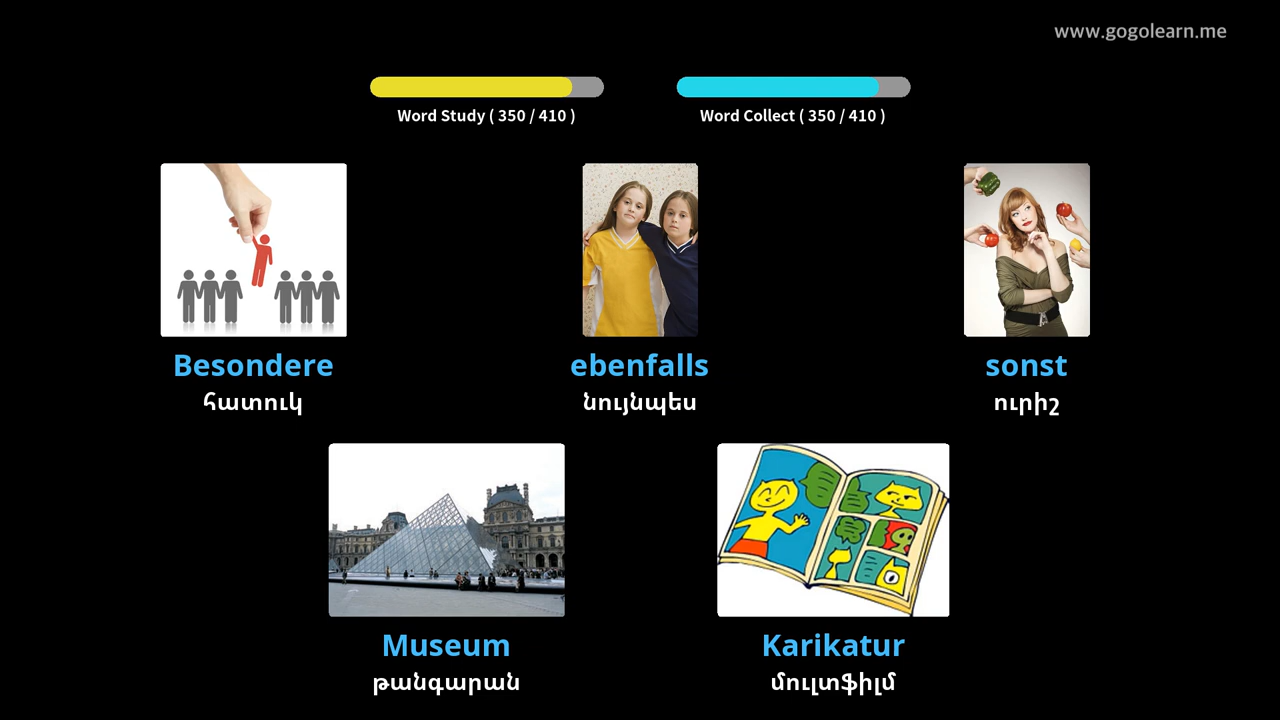 www.gogolearn.me
Word Study ( 350 / 410 )
Word Collect ( 350 / 410 )
Besondere
ebenfalls
sonst
հատուկ
նույնպես
ուրիշ
Museum
Karikatur
թանգարան
մուլտֆիլմ